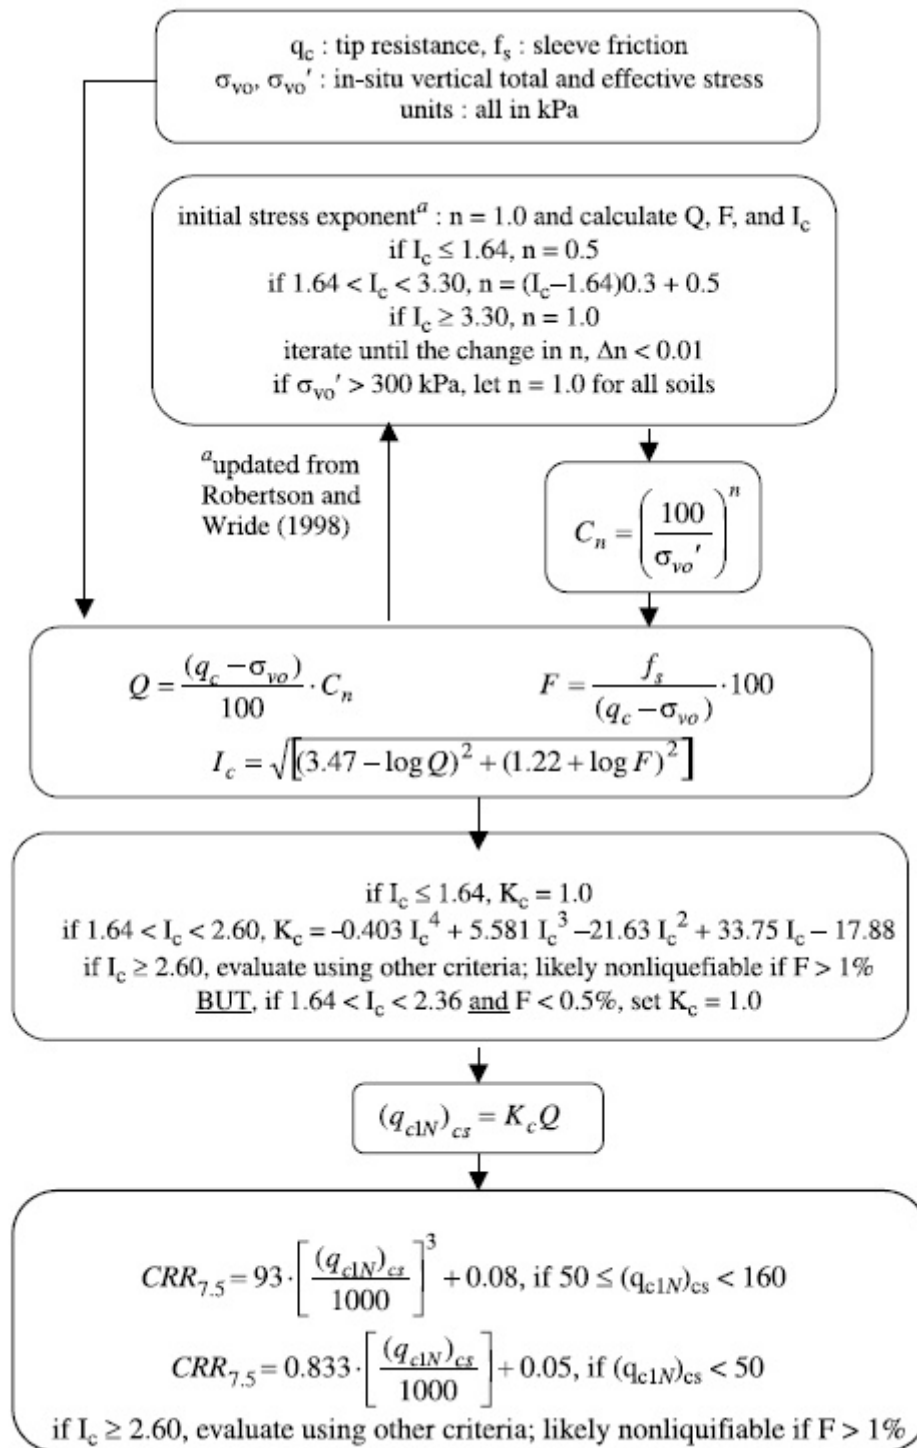 q_c : tip resistance, f_s : sleeve friction
σ_vo, σ_vo′ : in-situ vertical total and effective stress
units : all in kPa
initial stress exponent^a : n = 1.0 and calculate Q, F, and I_c
if I_c ≤ 1.64, n = 0.5
if 1.64 < I_c < 3.30, n = (I_c–1.64)0.3 + 0.5
if I_c ≥ 3.30, n = 1.0
iterate until the change in n, Δn < 0.01
if σ_vo′ > 300 kPa, let n = 1.0 for all soils
^a updated from
Robertson and
Wride (1998)
C_n = (100 / σ_vo′)^n
Q = (q_c − σ_vo) / 100 · C_n
F = f_s / (q_c − σ_vo) · 100
I_c = √[(3.47 − log Q)^2 + (1.22 + log F)^2]
if I_c ≤ 1.64, K_c = 1.0
if 1.64 < I_c < 2.60, K_c = –0.403 I_c^4 + 5.581 I_c^3 –21.63 I_c^2 + 33.75 I_c – 17.88
if I_c ≥ 2.60, evaluate using other criteria; likely nonliquefiable if F > 1%
BUT, if 1.64 < I_c < 2.36 and F < 0.5%, set K_c = 1.0
(q_c1N)_cs = K_c Q
CRR_7.5 = 93 · [(q_c1N)_cs / 1000]^3 + 0.08, if 50 ≤ (q_c1N)_cs < 160
CRR_7.5 = 0.833 · [(q_c1N)_cs / 1000] + 0.05, if (q_c1N)_cs < 50
if I_c ≥ 2.60, evaluate using other criteria; likely nonliquifiable if F > 1%